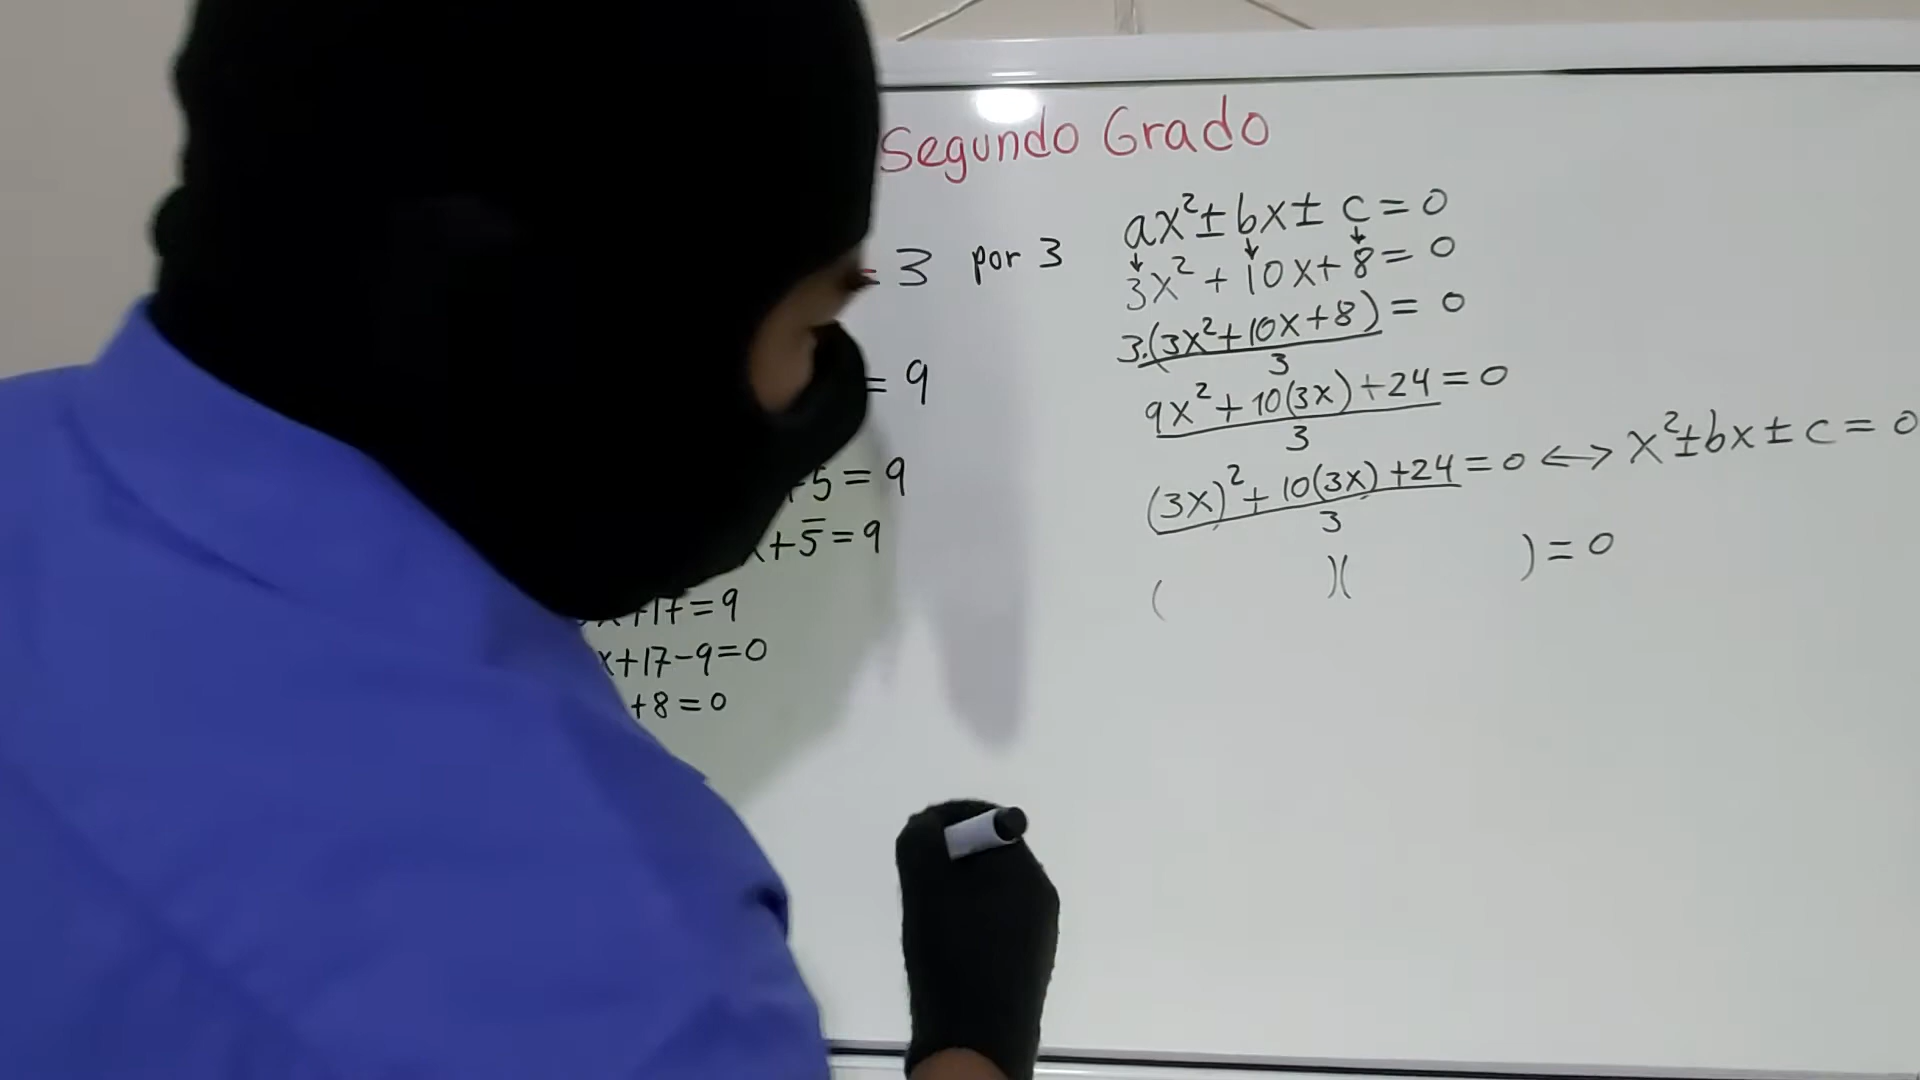 Segundo Grado
= 3 por 3
= 9
+5 = 9
x+5=9
x+17=9
x+17-9=0
+8=0
ax²±bx± c=0
3x²+10x+8=0
3.(3x²+10x+8)=0
3
9x²+10(3x)+24=0
3
(3x)²+10(3x)+24=0 ↔ x²±bx±c=0
3
( )( )=0